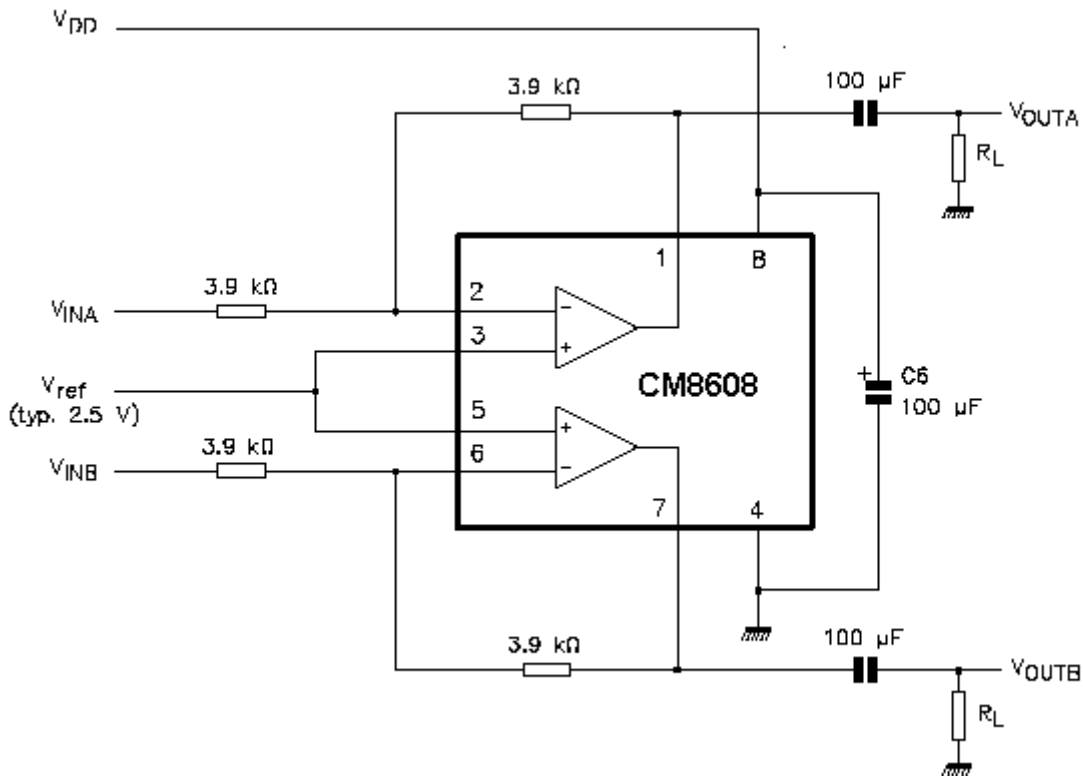 VDD
3.9 kΩ
100 µF
VOUTA
RL
1
8
3.9 kΩ
VINA
2
3
Vref
(typ. 2.5 V)
CM8608
+
C6
100 µF
5
6
3.9 kΩ
VINB
7
4
3.9 kΩ
100 µF
VOUTB
RL
−
+
+
−